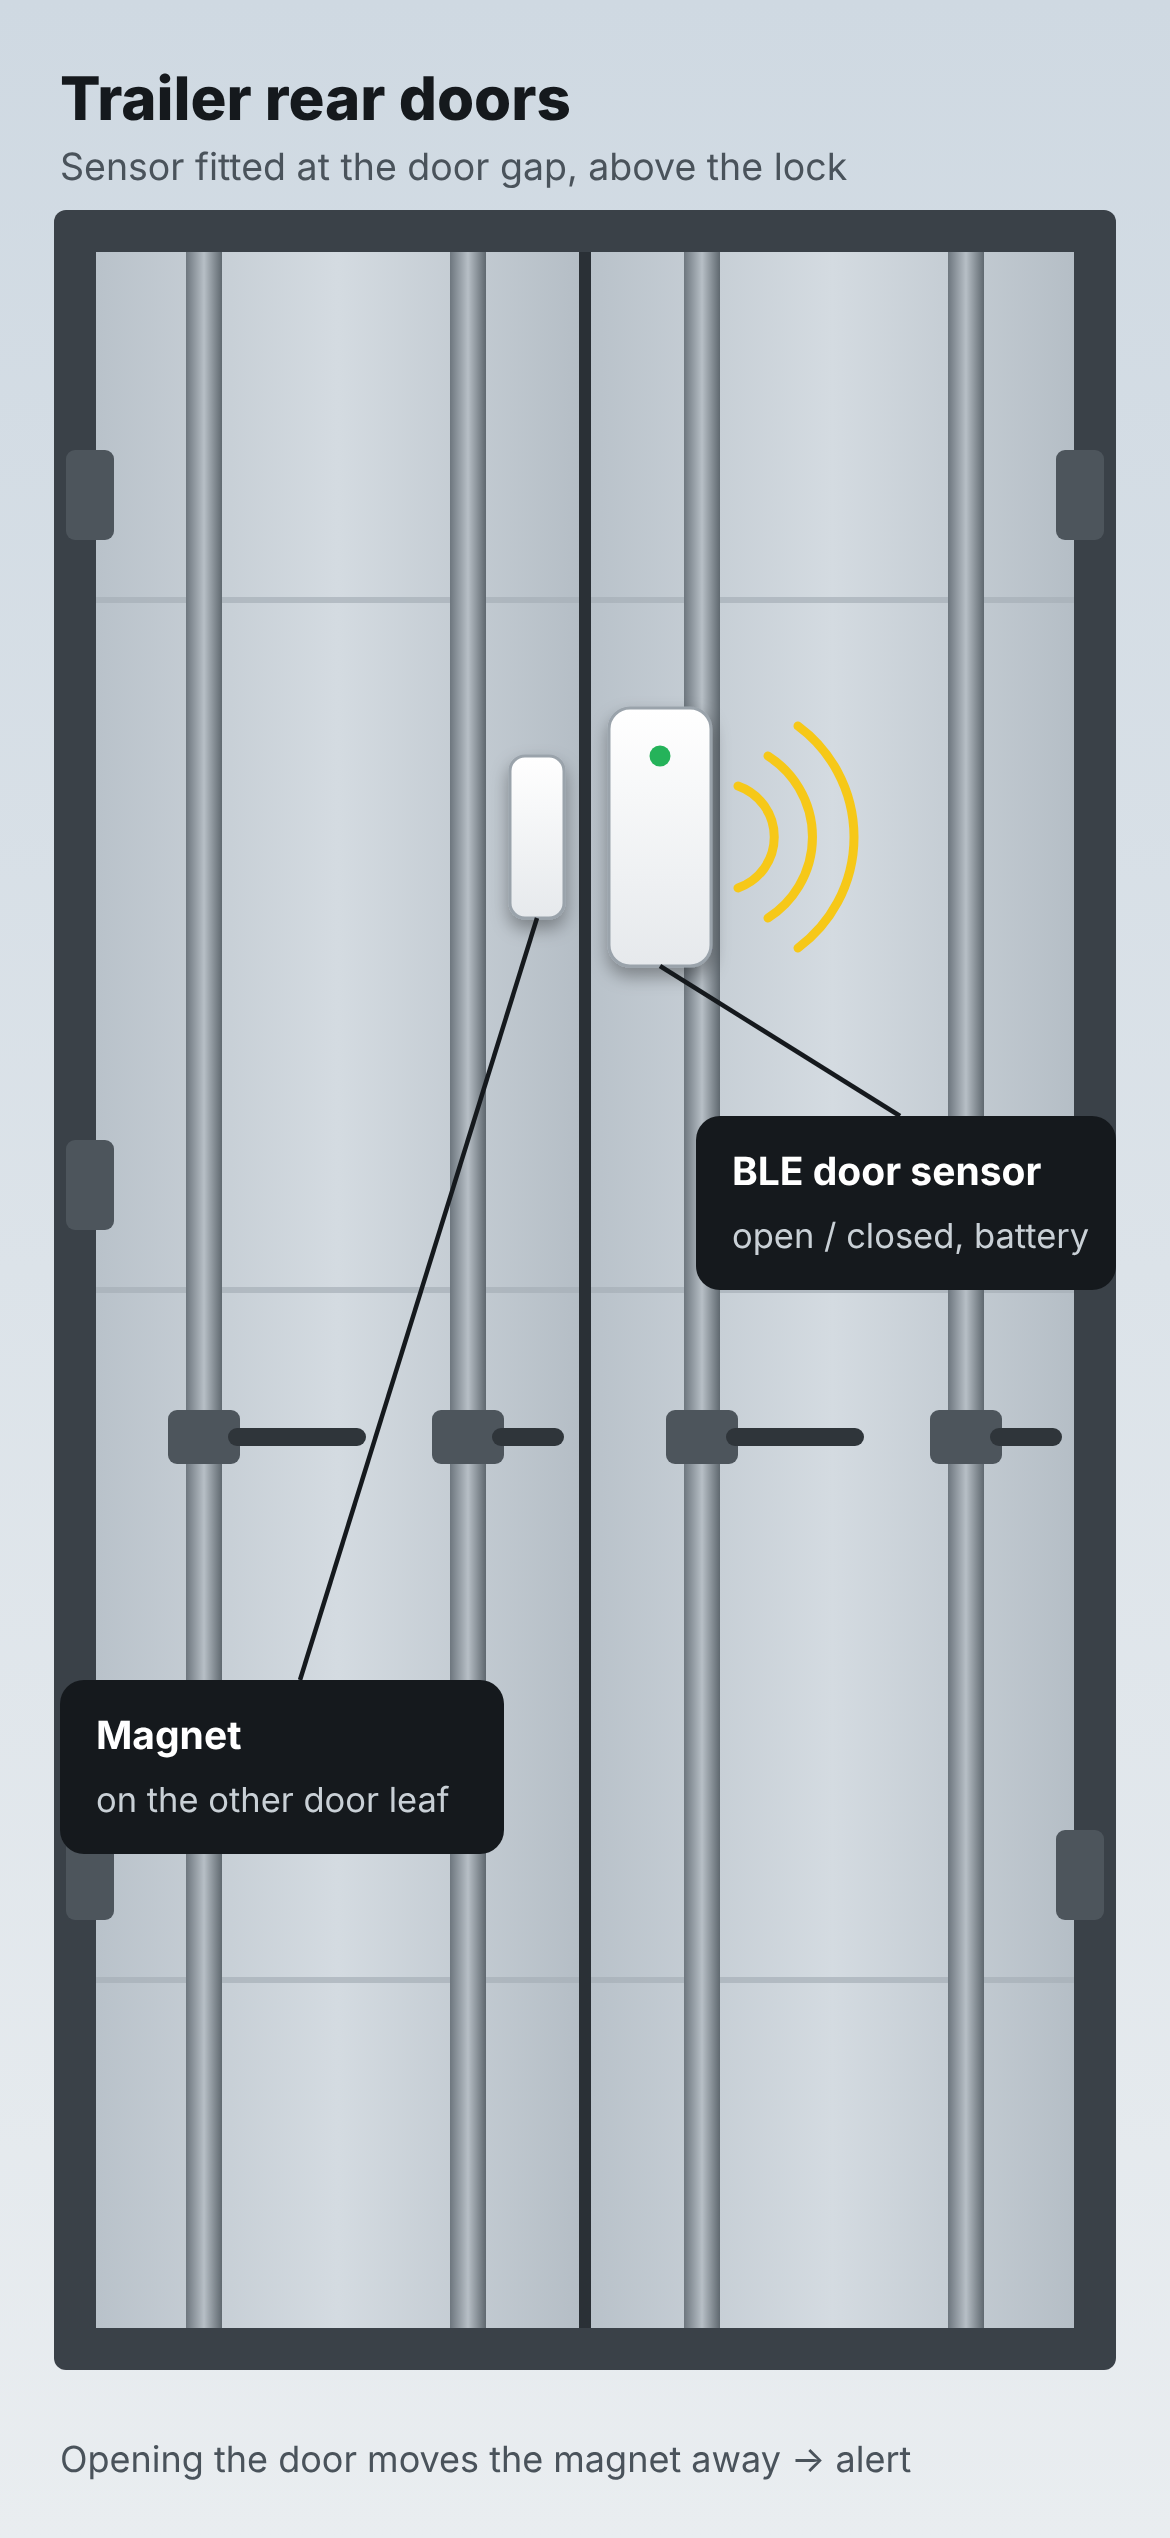 Trailer rear doors
Sensor fitted at the door gap, above the lock
BLE door sensor
open / closed, battery
Magnet
on the other door leaf
Opening the door moves the magnet away → alert